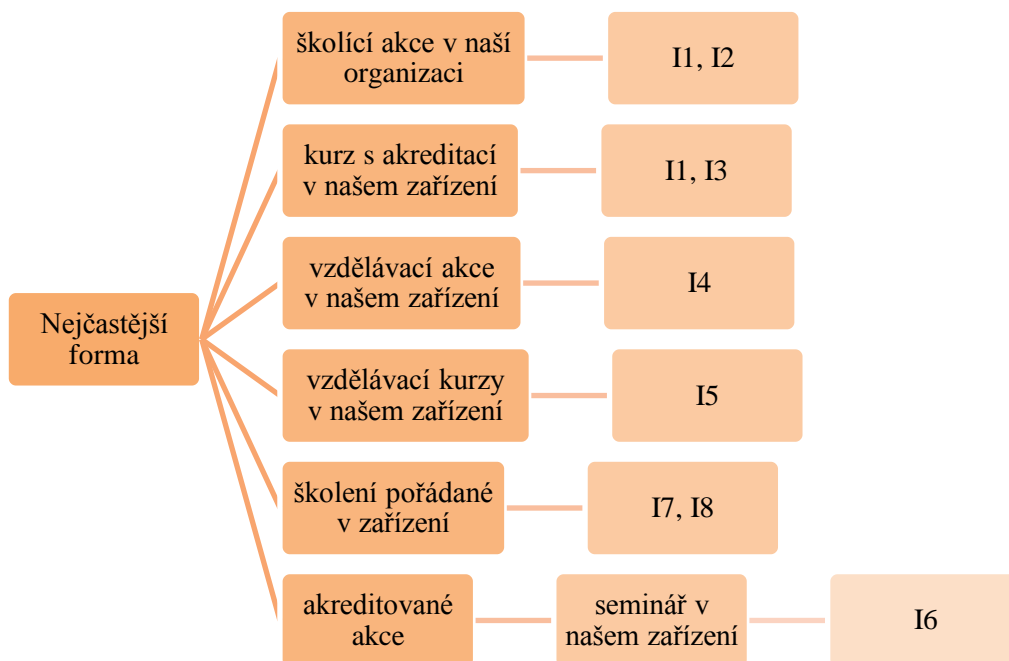 školící akce v naší
organizaci
I1, I2
kurz s akreditací
v našem zařízení
I1, I3
vzdělávací akce
v našem zařízení
I4
Nejčastější
forma
vzdělávací kurzy
v našem zařízení
I5
školení pořádané
v zařízení
I7, I8
akreditované
akce
seminář v
našem zařízení
I6